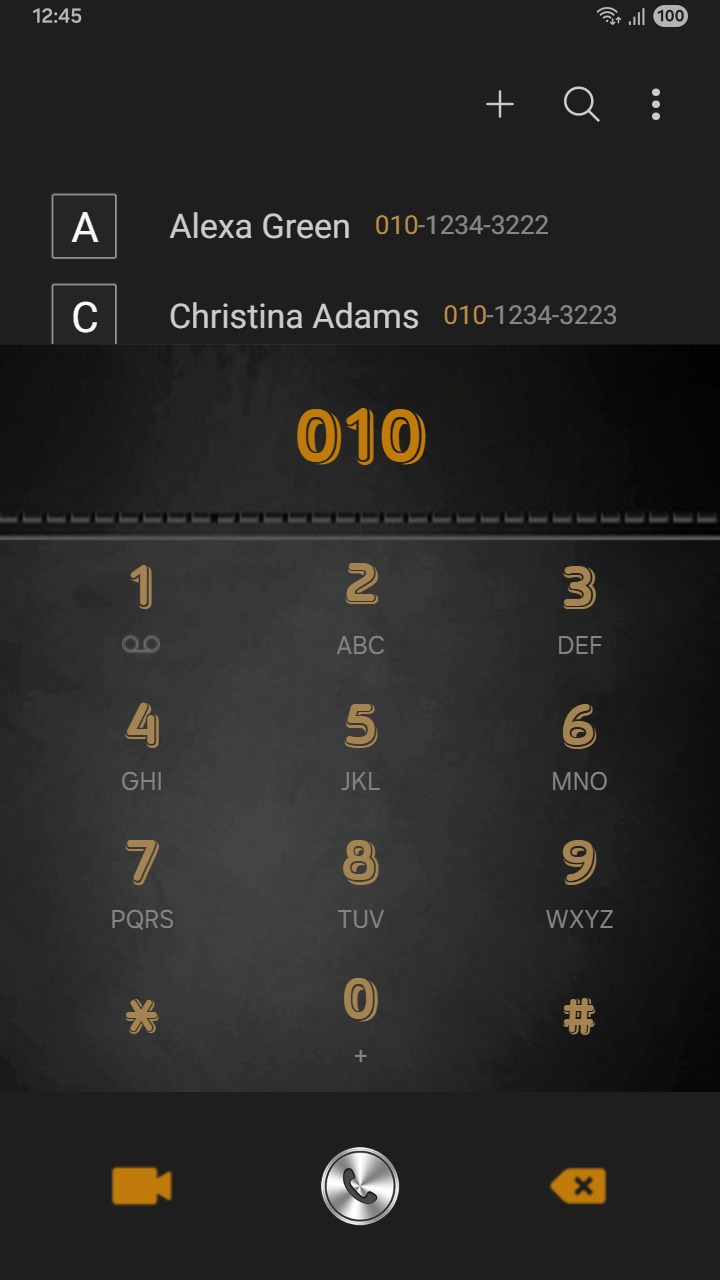 12:45 100
A Alexa Green 010-1234-3222
C Christina Adams 010-1234-3223
010
1 2 3
ABC DEF
4 5 6
GHI JKL MNO
7 8 9
PQRS TUV WXYZ
* 0 #
+